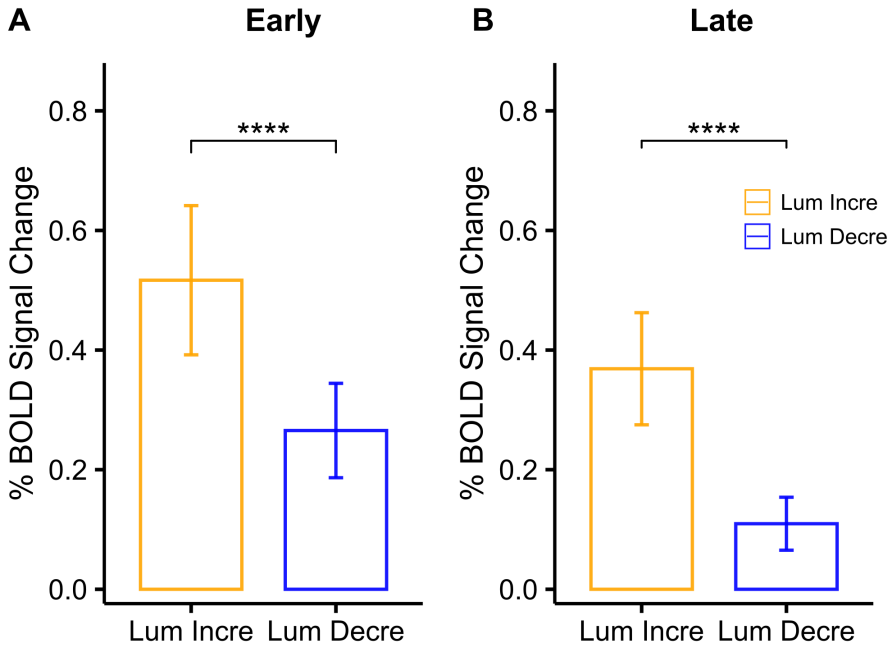 A Early
% BOLD Signal Change
0.8
0.6
0.4
0.2
0.0
****
Lum Incre Lum Decre
B Late
% BOLD Signal Change
0.8
0.6
0.4
0.2
0.0
****
Lum Incre
Lum Decre
Lum Incre Lum Decre